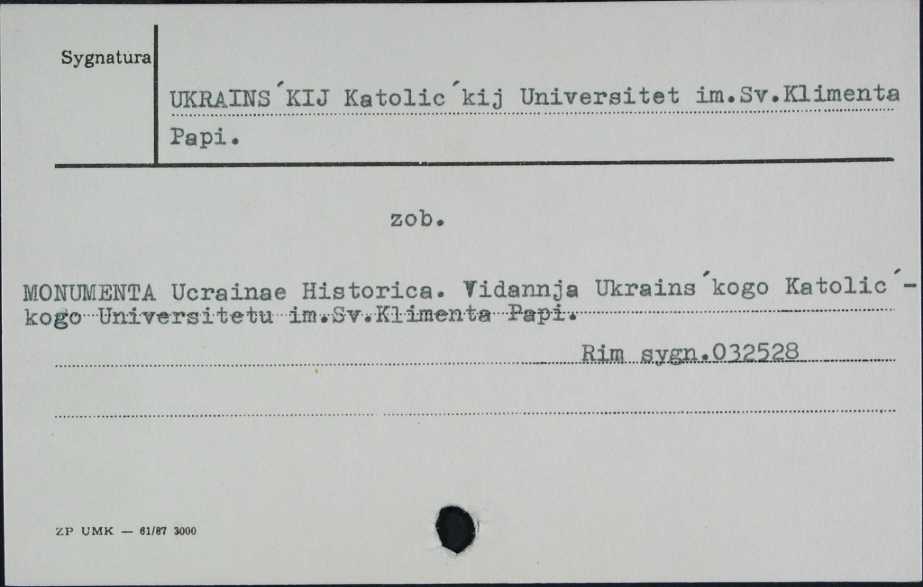 Sygnatura
UKRAINS´KIJ Katolic´kij Universitet im.Sv.Klimenta
Papi.
zob.
MONUMENTA Ucrainae Historica. Vidannja Ukrains´kogo Katolic´-
kogo Universitetu im.Sv.Klimenta Papi.
Rim sygn.032528
ZP UMK — 61/87 3000